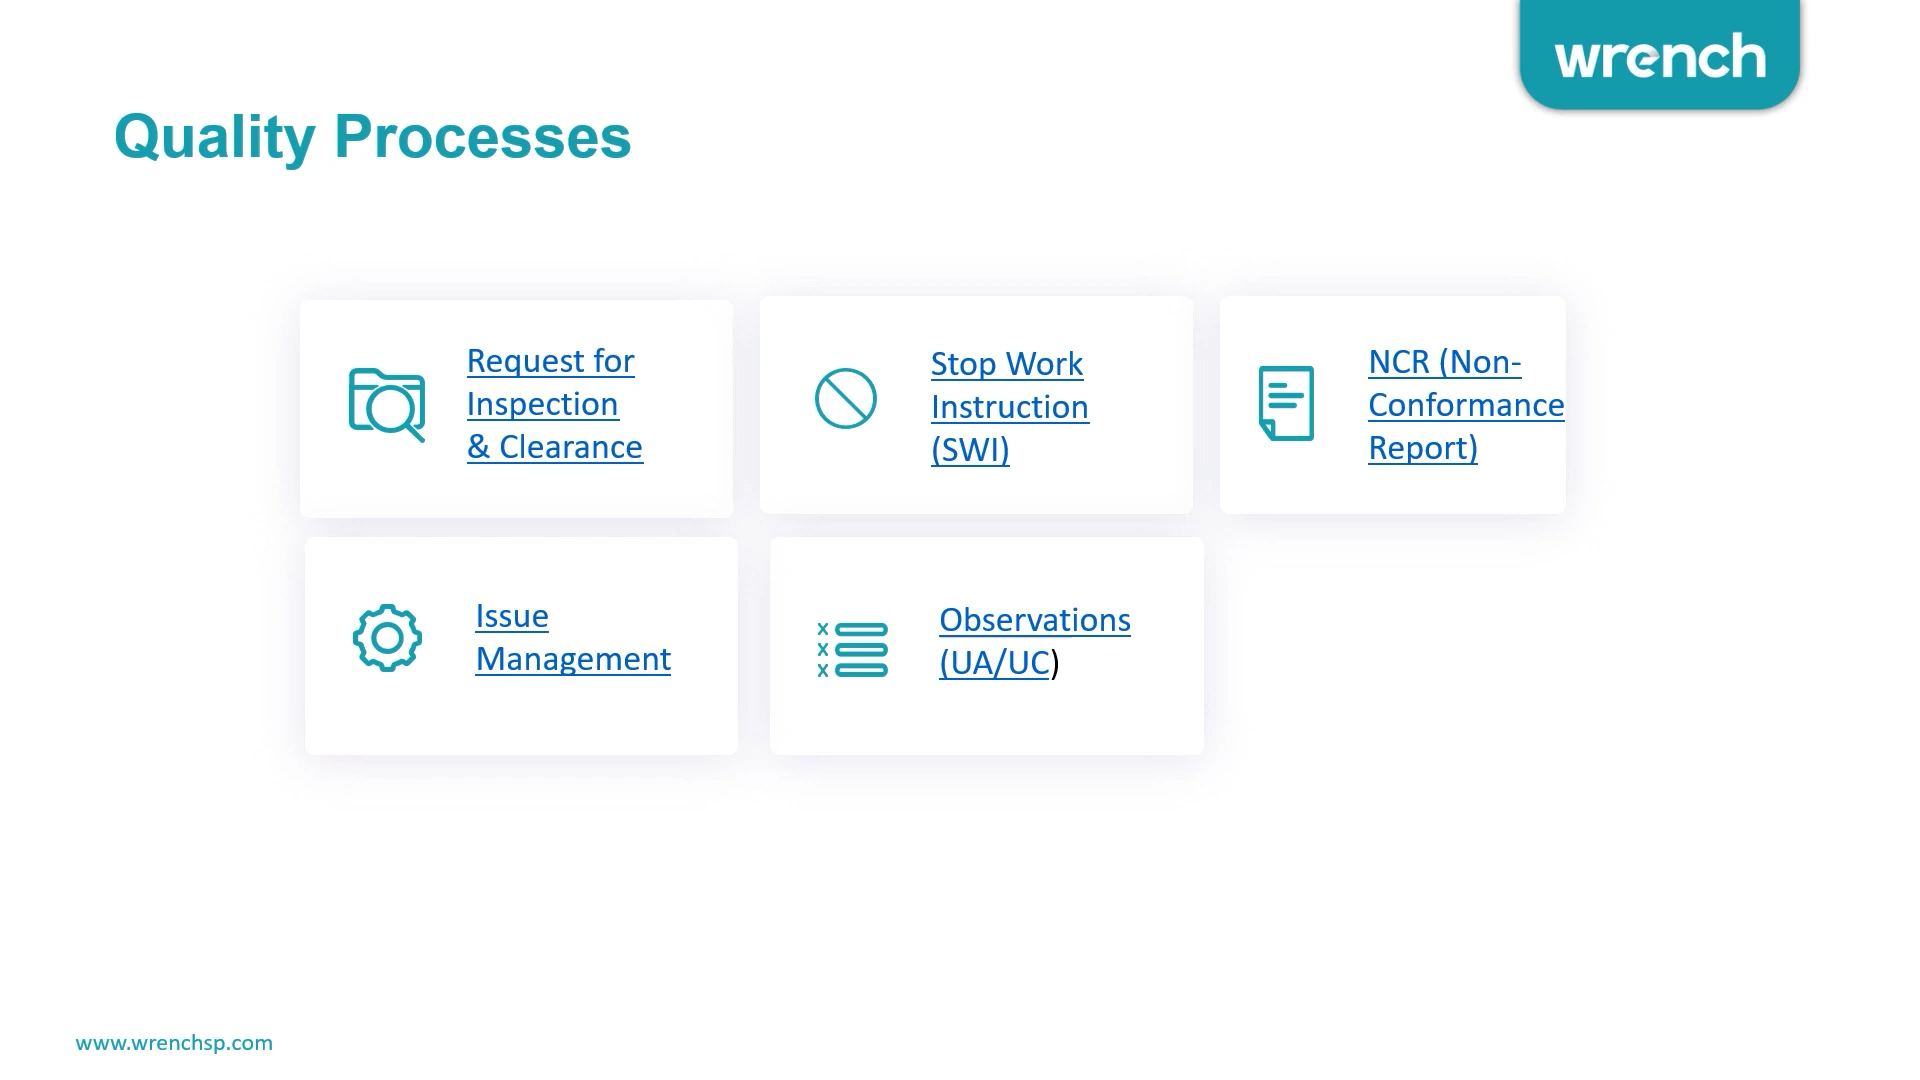 wrench
Quality Processes
Request for
Inspection
& Clearance
Stop Work
Instruction
(SWI)
NCR (Non-
Conformance
Report)
Issue
Management
Observations
(UA/UC)
www.wrenchsp.com